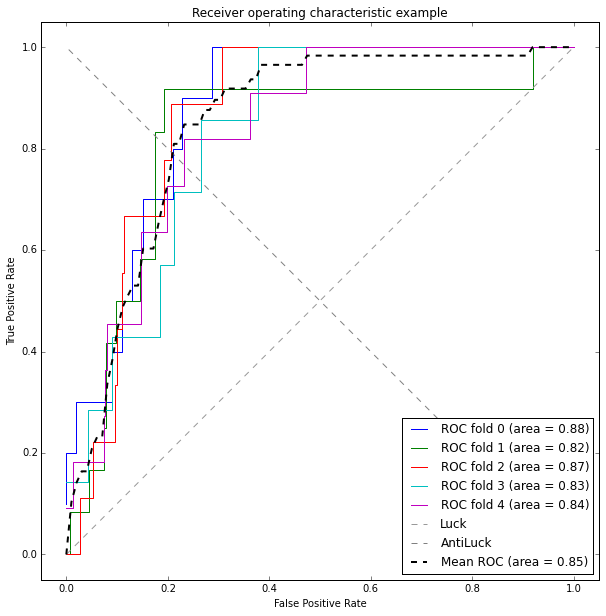 Receiver operating characteristic example
1.0
0.8
0.6
0.4
0.2
0.0
True Positive Rate
ROC fold 0 (area = 0.88)
ROC fold 1 (area = 0.82)
ROC fold 2 (area = 0.87)
ROC fold 3 (area = 0.83)
ROC fold 4 (area = 0.84)
Luck
AntiLuck
Mean ROC (area = 0.85)
0.0 0.2 0.4 0.6 0.8 1.0
False Positive Rate